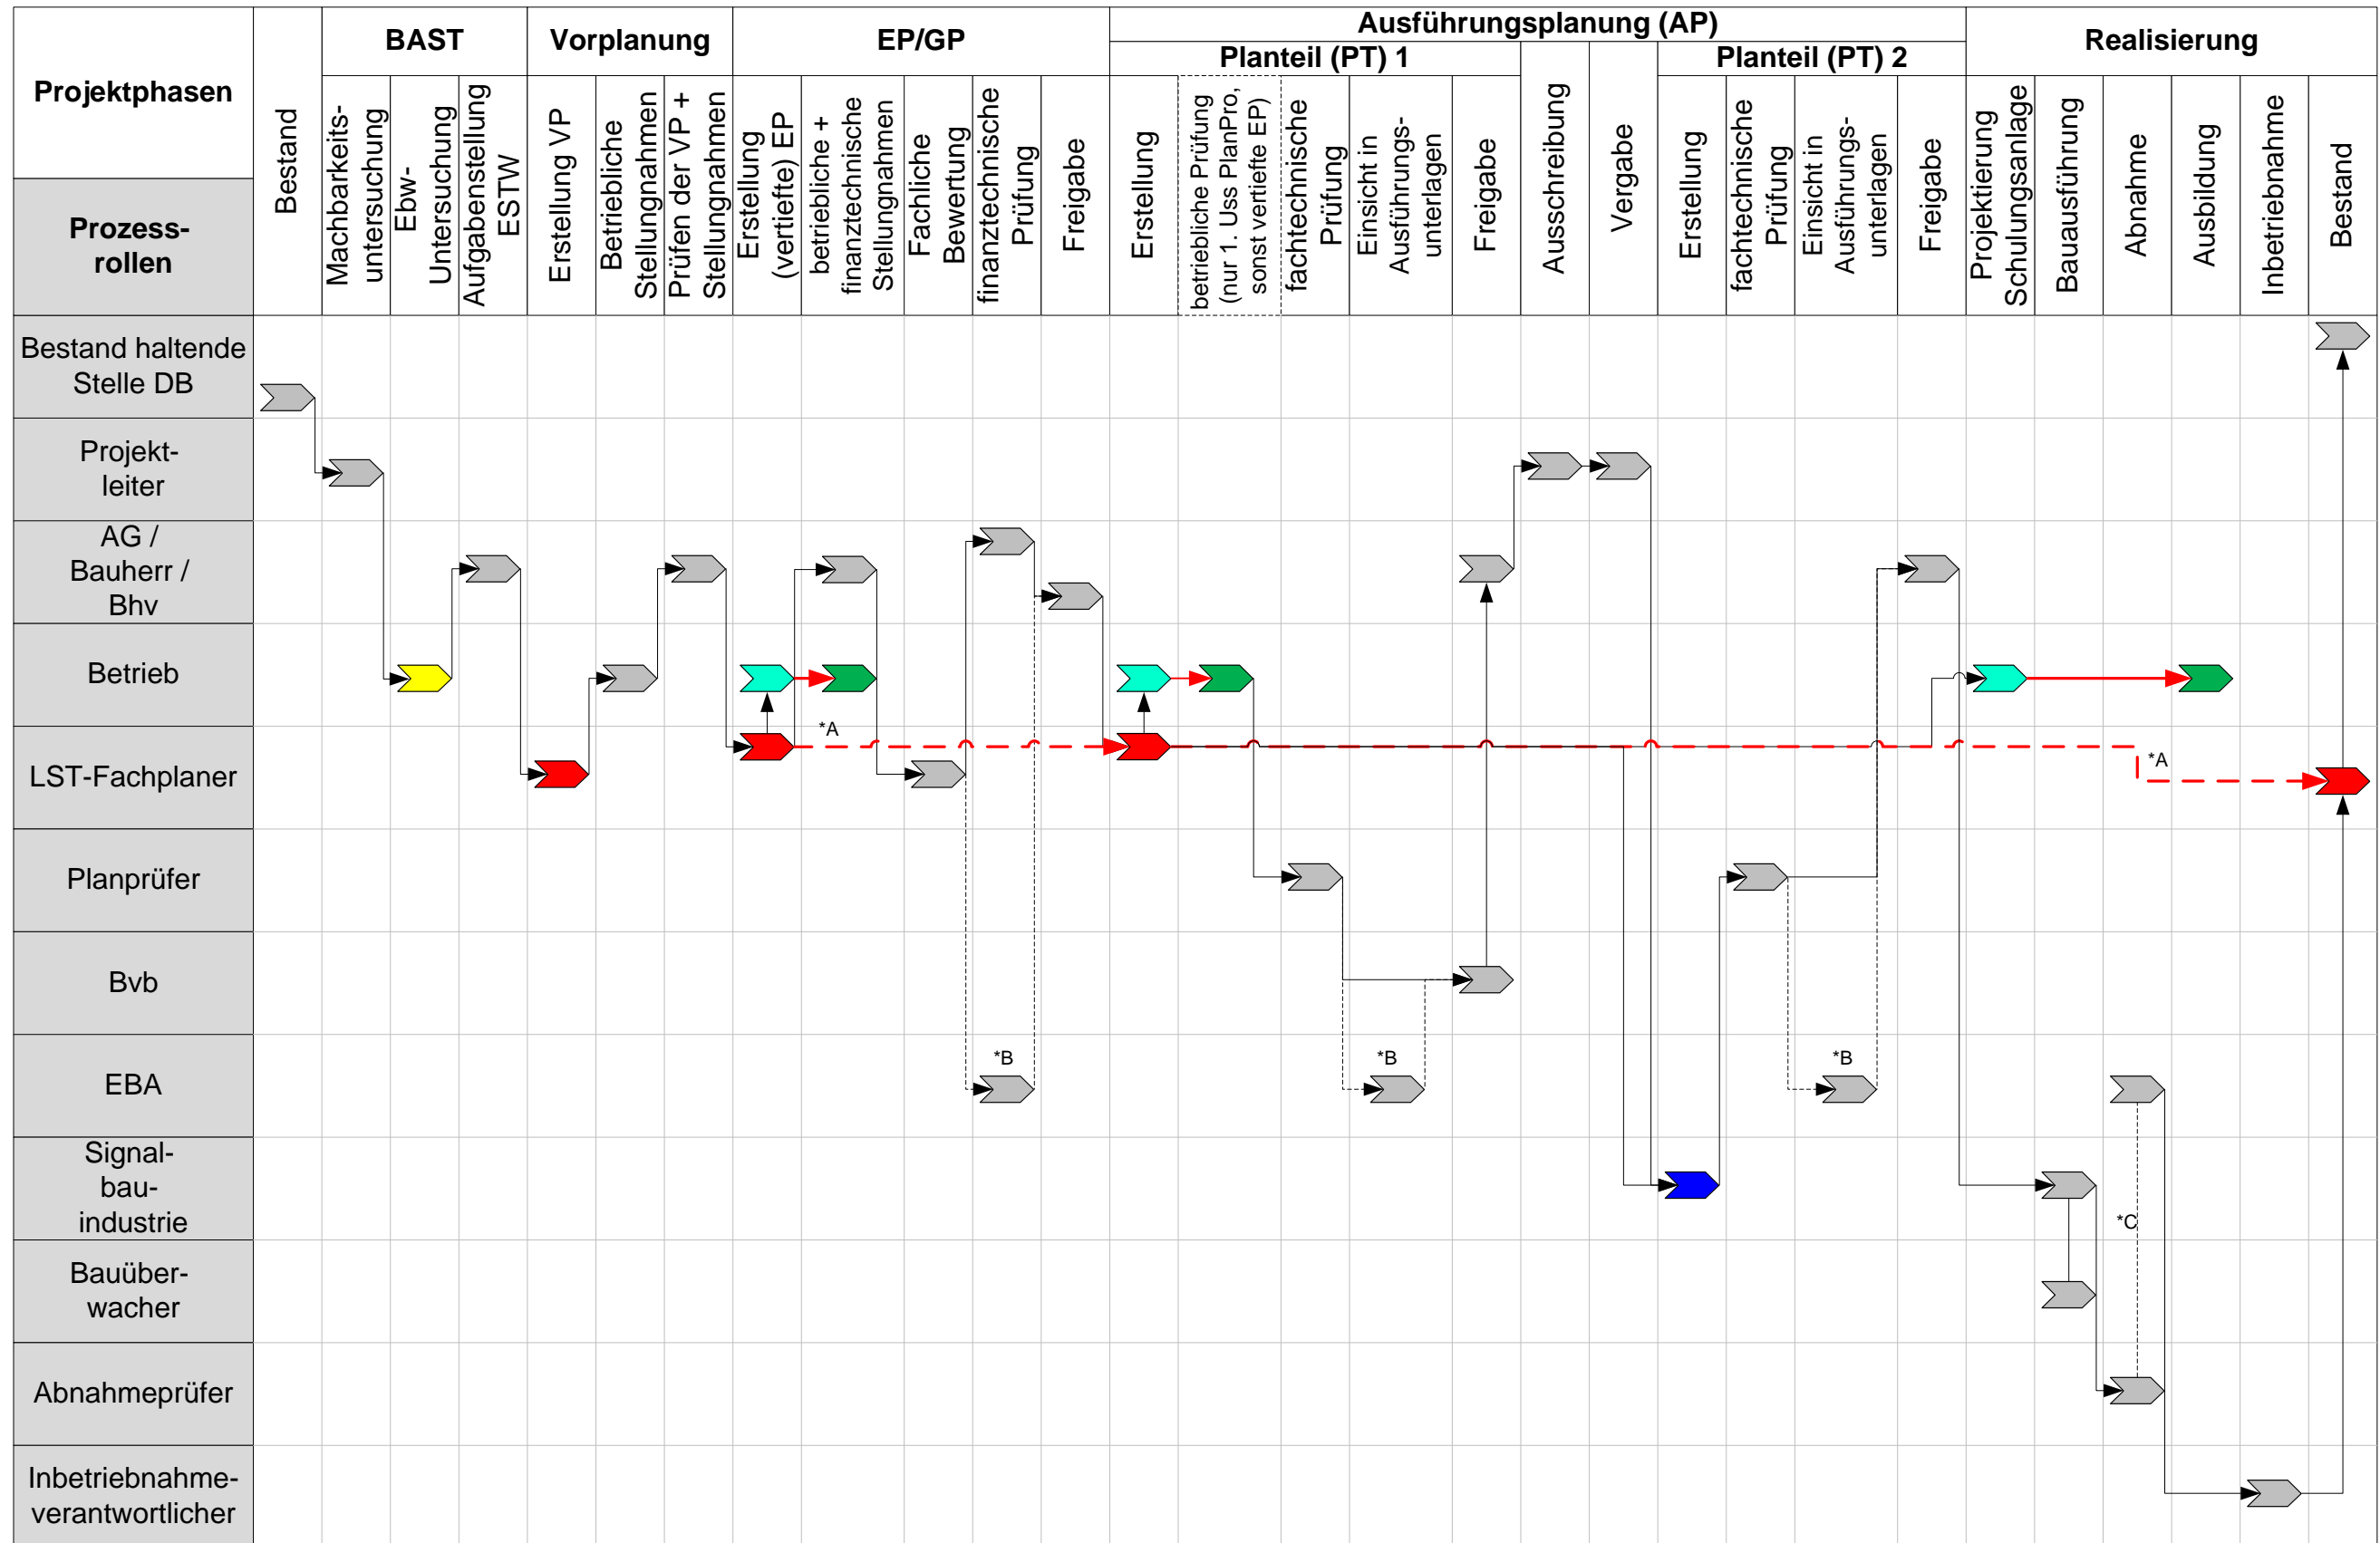 Projektphasen
BAST
Vorplanung
EP/GP
Ausführungsplanung (AP)
Planteil (PT) 1
Planteil (PT) 2
Realisierung
Prozess-
rollen
Bestand
Machbarkeits-
untersuchung
Ebw-
Untersuchung
Aufgabenstellung
ESTW
Erstellung VP
Betriebliche
Stellungnahmen
Prüfen der VP +
Stellungnahmen
Erstellung
(vertiefte) EP
betriebliche +
finanztechnische
Stellungnahmen
Fachliche
Bewertung
finanztechnische
Prüfung
Freigabe
Erstellung
betriebliche Prüfung
(nur 1. Uss PlanPro,
sonst vertiefte EP)
fachtechnische
Prüfung
Einsicht in
Ausführungs-
unterlagen
Freigabe
Ausschreibung
Vergabe
Erstellung
fachtechnische
Prüfung
Einsicht in
Ausführungs-
unterlagen
Freigabe
Projektierung
Schulungsanlage
Bauausführung
Abnahme
Ausbildung
Inbetriebnahme
Bestand
Bestand haltende
Stelle DB
Projekt-
leiter
AG /
Bauherr /
Bhv
Betrieb
*A
LST-Fachplaner
*A
Planprüfer
Bvb
EBA
*B
*B
*B
Signal-
bau-
industrie
*C
Bauüber-
wacher
Abnahmeprüfer
Inbetriebnahme-
verantwortlicher